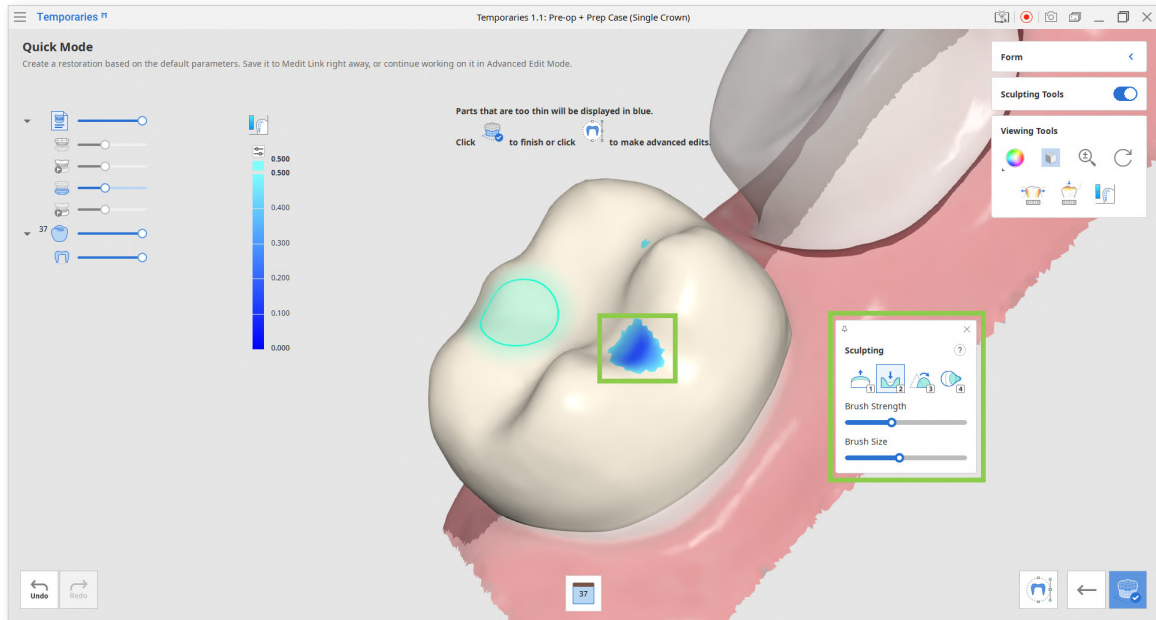 Temporaries
Temporaries 1.1: Pre-op + Prep Case (Single Crown)
Quick Mode
Create a restoration based on the default parameters. Save it to Medit Link right away, or continue working on it in Advanced Edit Mode.
Parts that are too thin will be displayed in blue.
Click to finish or click to make advanced edits.
Form
Sculpting Tools
Viewing Tools
37
0.500
0.500
0.400
0.300
0.200
0.100
0.000
Sculpting ?
1 2 3 4
Brush Strength
Brush Size
Undo Redo
37